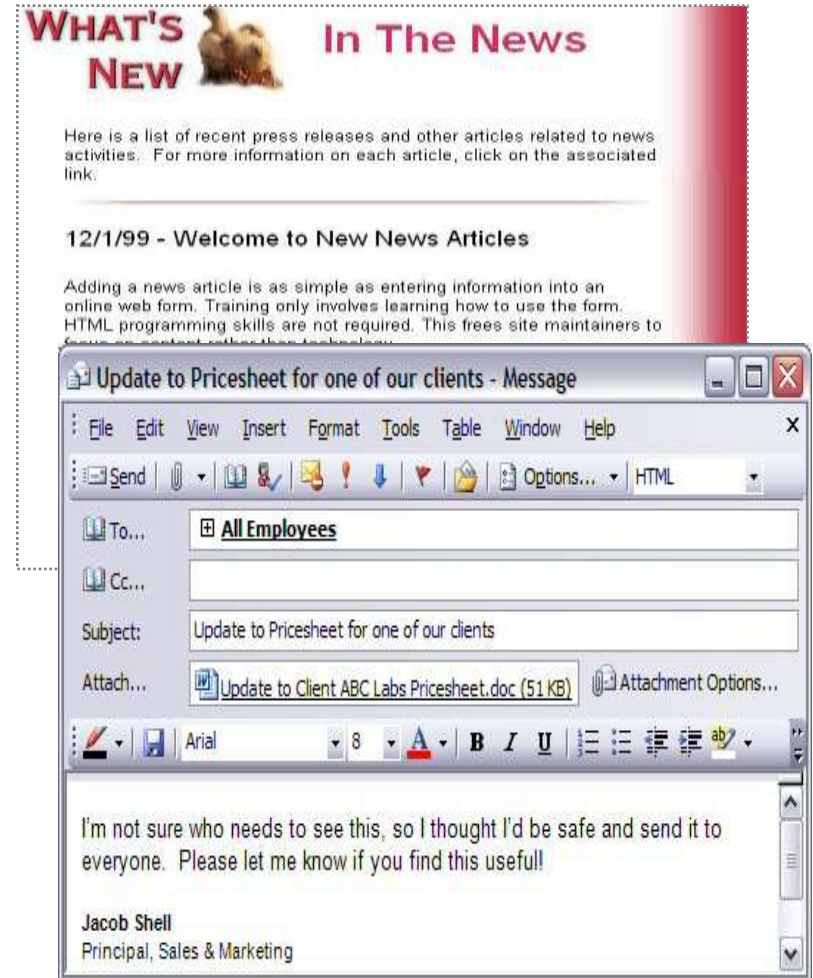 WHAT'S
NEW
In The News
Here is a list of recent press releases and other articles related to news
activities.  For more information on each article, click on the associated
link.
12/1/99 - Welcome to New News Articles
Adding a news article is as simple as entering information into an
online web form. Training only involves learning how to use the form.
HTML programming skills are not required. This frees site maintainers to
focus on content rather than technology.
Update to Pricesheet for one of our clients - Message
File Edit View Insert Format Tools Table Window Help X
Send Options... HTML
To... All Employees
Cc...
Subject: Update to Pricesheet for one of our clients
Attach... Update to Client ABC Labs Pricesheet.doc (51 KB) Attachment Options...
Arial 8 A B I U ab
I'm not sure who needs to see this, so I thought I'd be safe and send it to
everyone.  Please let me know if you find this useful!
Jacob Shell
Principal, Sales & Marketing